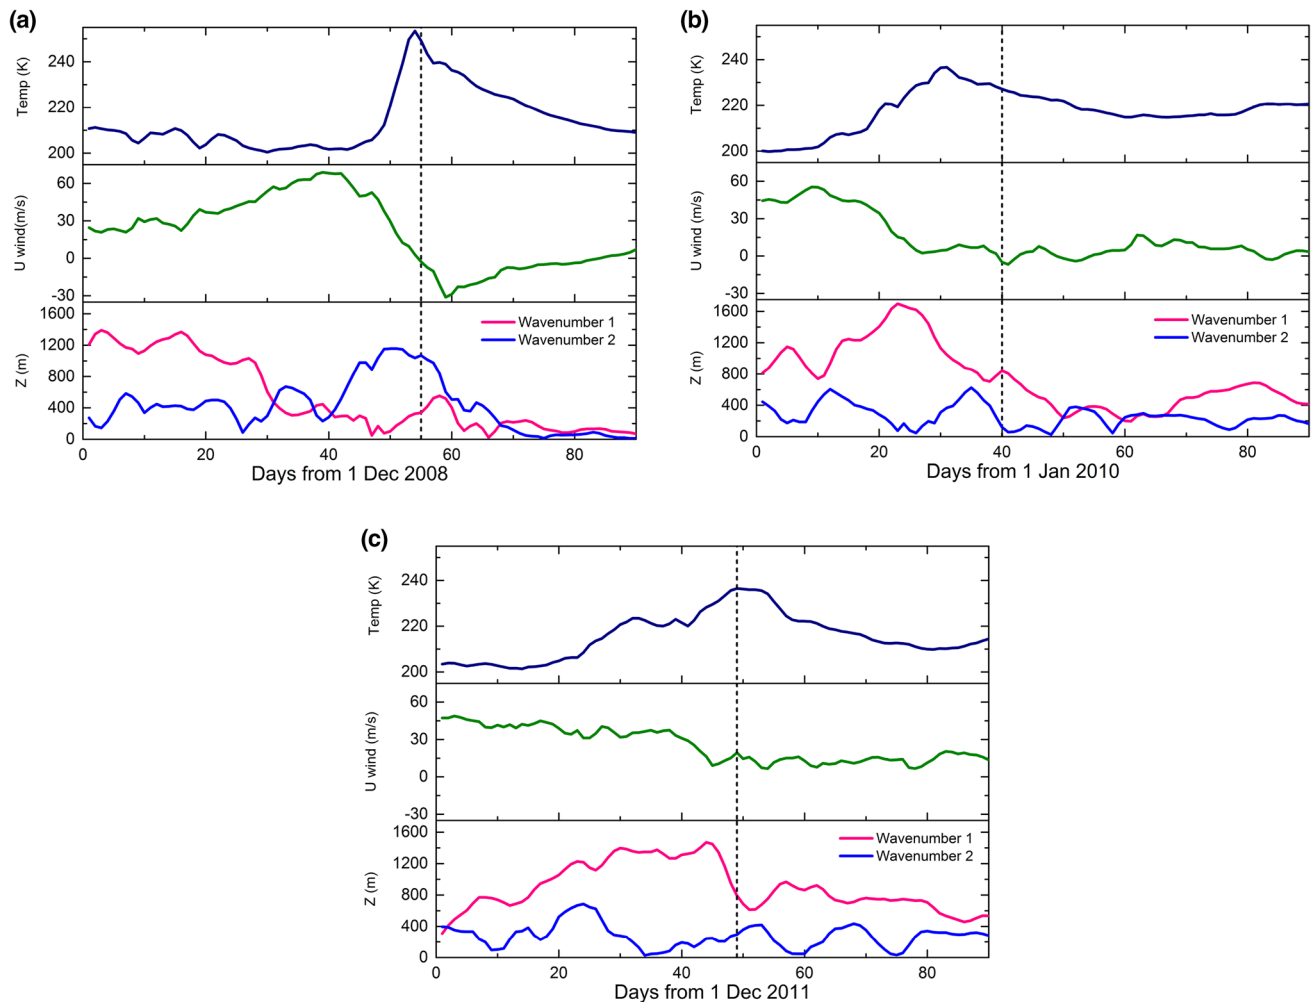 (a)
Temp (K)
240
220
200
U wind(m/s)
60
30
0
-30
Z (m)
1600
1200
800
400
0
Wavenumber 1
Wavenumber 2
0 20 40 60 80
Days from 1 Dec 2008
(b)
Temp (K)
240
220
200
U wind (m/s)
60
30
0
-30
Z (m)
1600
1200
800
400
0
Wavenumber 1
Wavenumber 2
0 20 40 60 80
Days from 1 Jan 2010
(c)
Temp (K)
240
220
200
U wind (m/s)
60
30
0
-30
Z (m)
1600
1200
800
400
0
Wavenumber 1
Wavenumber 2
0 20 40 60 80
Days from 1 Dec 2011